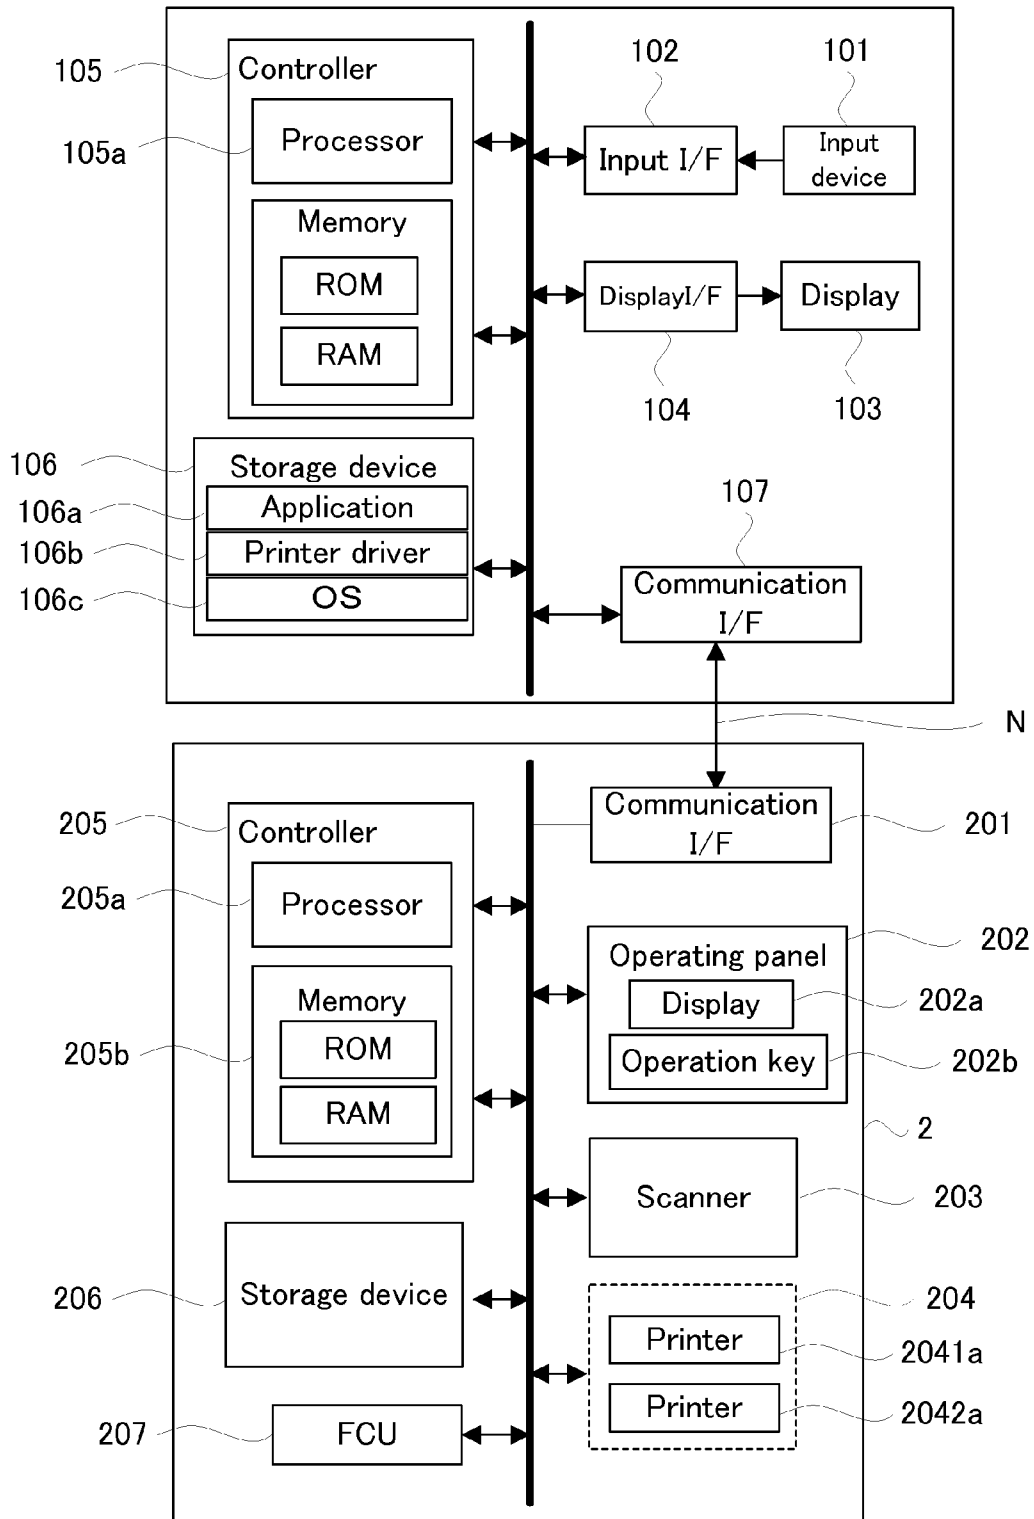 105
Controller
102
101
105a
Processor
Input I/F
Input
device
Memory
ROM
DisplayI/F
Display
RAM
104
103
106
Storage device
107
106a
Application
106b
Printer driver
Communication
I/F
106c
OS
N
205
Controller
Communication
I/F
201
205a
Processor
202
Operating panel
Display
202a
Memory
205b
ROM
Operation key
202b
RAM
2
Scanner
203
206
Storage device
204
Printer
2041a
Printer
2042a
207
FCU